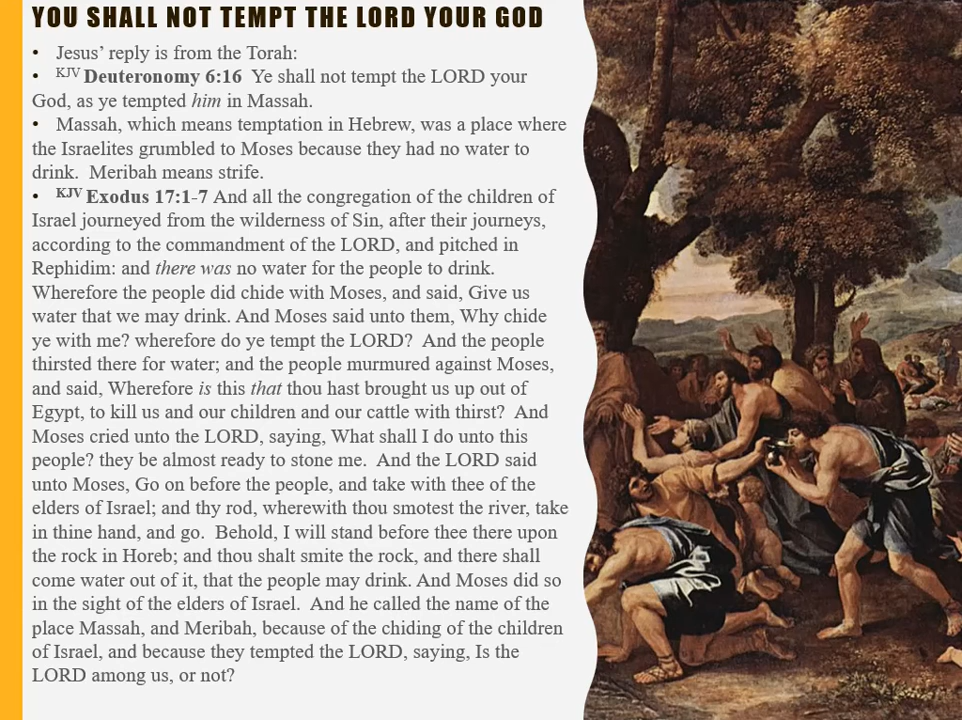 YOU SHALL NOT TEMPT THE LORD YOUR GOD
• Jesus’ reply is from the Torah:
• KJV Deuteronomy 6:16 Ye shall not tempt the LORD your
God, as ye tempted him in Massah.
• Massah, which means temptation in Hebrew, was a place where
the Israelites grumbled to Moses because they had no water to
drink. Meribah means strife.
• KJV Exodus 17:1-7 And all the congregation of the children of
Israel journeyed from the wilderness of Sin, after their journeys,
according to the commandment of the LORD, and pitched in
Rephidim: and there was no water for the people to drink.
Wherefore the people did chide with Moses, and said, Give us
water that we may drink. And Moses said unto them, Why chide
ye with me? wherefore do ye tempt the LORD? And the people
thirsted there for water; and the people murmured against Moses,
and said, Wherefore is this that thou hast brought us up out of
Egypt, to kill us and our children and our cattle with thirst? And
Moses cried unto the LORD, saying, What shall I do unto this
people? they be almost ready to stone me. And the LORD said
unto Moses, Go on before the people, and take with thee of the
elders of Israel; and thy rod, wherewith thou smotest the river, take
in thine hand, and go. Behold, I will stand before thee there upon
the rock in Horeb; and thou shalt smite the rock, and there shall
come water out of it, that the people may drink. And Moses did so
in the sight of the elders of Israel. And he called the name of the
place Massah, and Meribah, because of the chiding of the children
of Israel, and because they tempted the LORD, saying, Is the
LORD among us, or not?